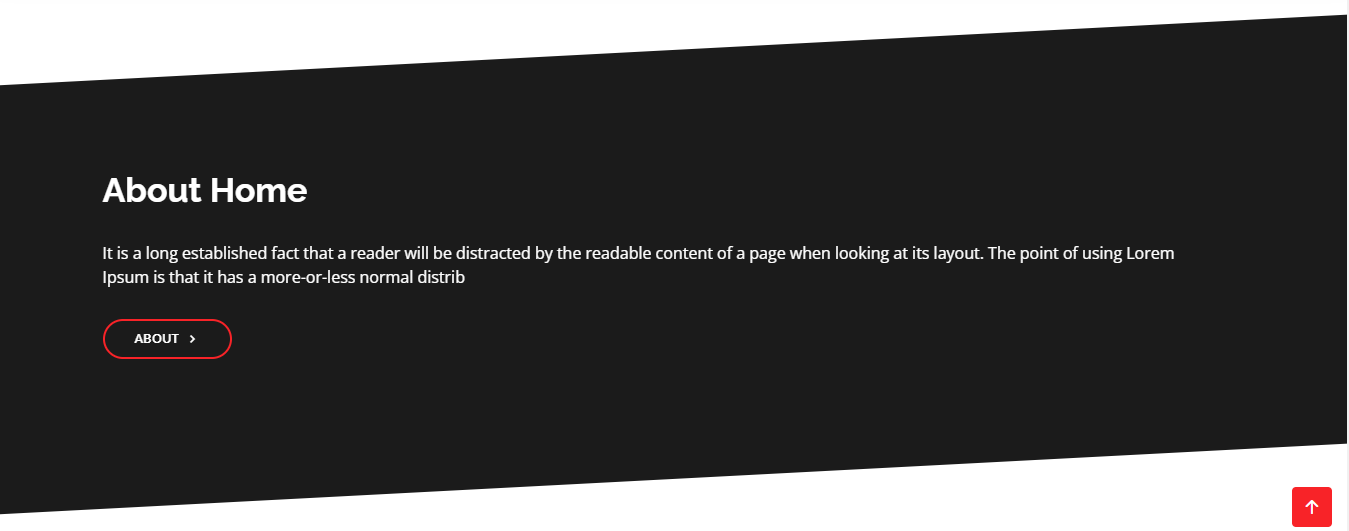 About Home
It is a long established fact that a reader will be distracted by the readable content of a page when looking at its layout. The point of using Lorem
Ipsum is that it has a more-or-less normal distrib
ABOUT